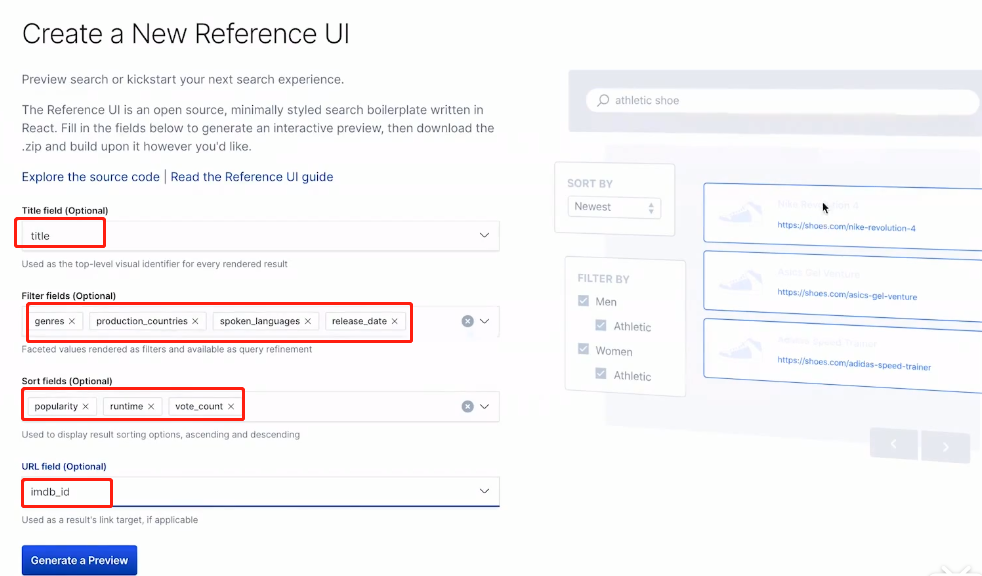 Create a New Reference UI
Preview search or kickstart your next search experience.
The Reference UI is an open source, minimally styled search boilerplate written in
React. Fill in the fields below to generate an interactive preview, then download the
.zip and build upon it however you'd like.
Explore the source code | Read the Reference UI guide
Title field (Optional)
title
Used as the top-level visual identifier for every rendered result
Filter fields (Optional)
genres × production_countries × spoken_languages × release_date ×
Faceted values rendered as filters and available as query refinement
Sort fields (Optional)
popularity × runtime × vote_count ×
Used to display result sorting options, ascending and descending
URL field (Optional)
imdb_id
Used as a result's link target, if applicable
Generate a Preview
athletic shoe
SORT BY
Newest
FILTER BY
Men
Athletic
Women
Athletic
Nike Revolution 4
https://shoes.com/nike-revolution-4
Asics Gel-Venture
https://shoes.com/asics-gel-venture
Adidas Speed Trainer
https://shoes.com/adidas-speed-trainer